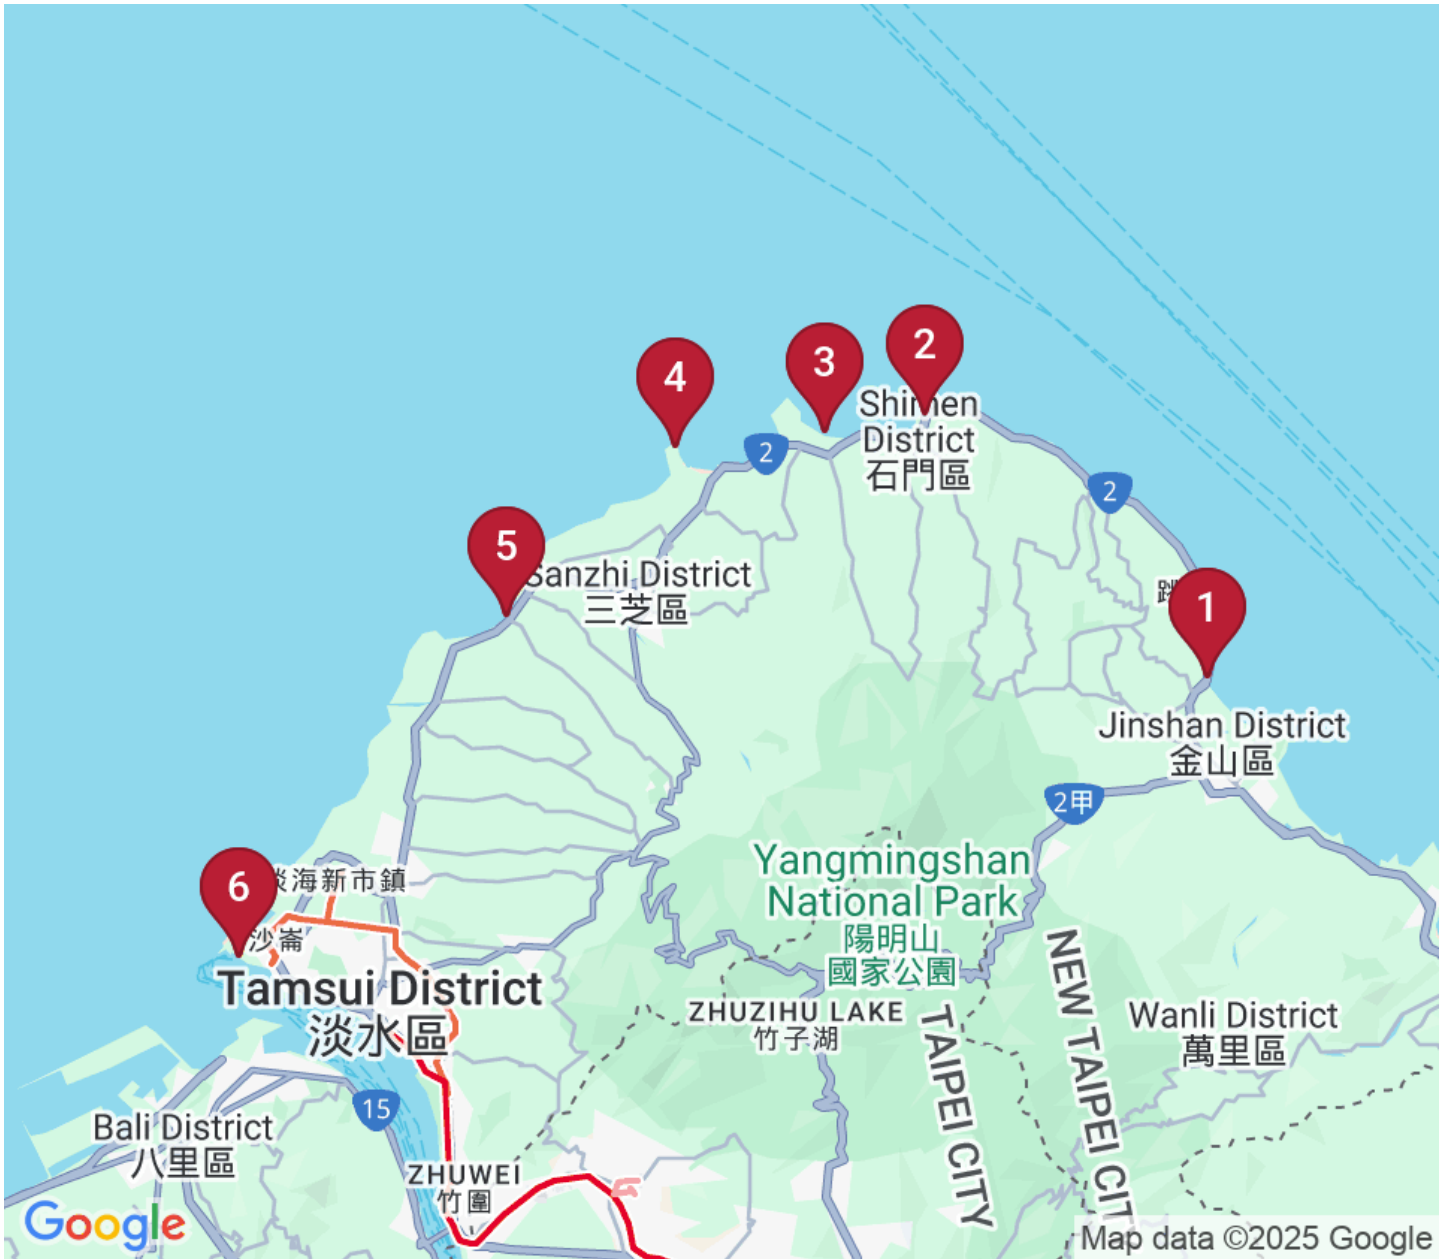 4
3
2
Shimen
District
石門區
2
2
5
Sanzhi District
三芝區
跳
1
Jinshan District
金山區
2甲
6
淡海新市鎮
沙崙
Yangmingshan
National Park
陽明山
國家公園
Tamsui District
淡水區
ZHUZIHU LAKE
竹子湖
TAIPEI CITY
NEW TAIPEI CIT
Wanli District
萬里區
15
Bali District
八里區
ZHUWEI
竹圍
Google
Map data ©2025 Google